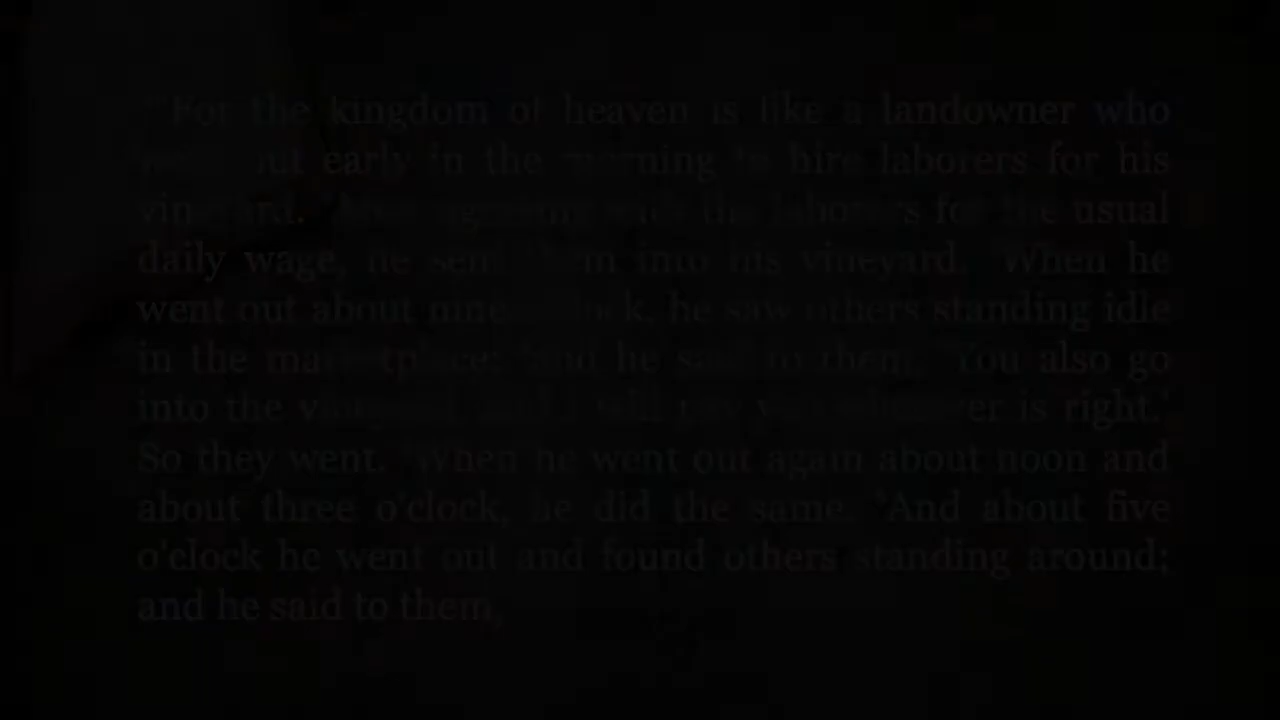 For the kingdom of heaven is like a landowner who
out early in the morning to hire laborers for his
vineyard. After agreeing with the laborers for the usual
daily wage, he sent them into his vineyard. When he
went out about nine o'clock, he saw others standing idle
in the marketplace; and he said to them, 'You also go
into the vineyard, and I will pay you whatever is right.'
So they went. When he went out again about noon and
about three o'clock, he did the same. And about five
o'clock he went out and found others standing around;
and he said to them,